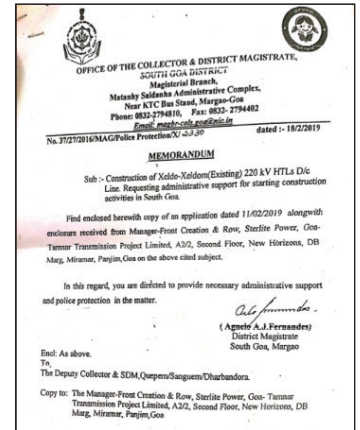 OFFICE OF THE COLLECTOR & DISTRICT MAGISTRATE,
SOUTH GOA DISTRICT
Magisterial Branch,
Matanhy Saldanha Administrative Complex,
Near KTC Bus Stand, Margao-Goa
Phone: 0832-2794810, Fax: 0832- 2794402
Email: magbr-cols.goa@nic.in
No. 37/27/2016/MAG/Police Protection/X/ 2330 dated :- 18/2/2019
MEMORANDUM
Sub :- Construction of Xeldo-Xeldom(Existing) 220 kV HTLs D/c
Line. Requesting administrative support for starting construction
activities in South Goa.
Find enclosed herewith copy of an application dated 11/02/2019 alongwith
enclosure received from Manager-Front Creation & Row, Sterlite Power, Goa-
Tamnar Transmission Project Limited, A2/2, Second Floor, New Horizons, DB
Marg, Miramar, Panjim,Goa on the above cited subject.
In this regard, you are directed to provide necessary administrative support
and police protection in the matter.
( Agnelo A.J.Fernandes)
District Magistrate
South Goa, Margao
Encl: As above.
To,
The Deputy Collector & SDM,Quepem/Sanguem/Dharbandora.
Copy to: The Manager-Front Creation & Row, Sterlite Power, Goa- Tamnar
Transmission Project Limited, A2/2, Second Floor, New Horizons, DB
Marg, Miramar, Panjim,Goa